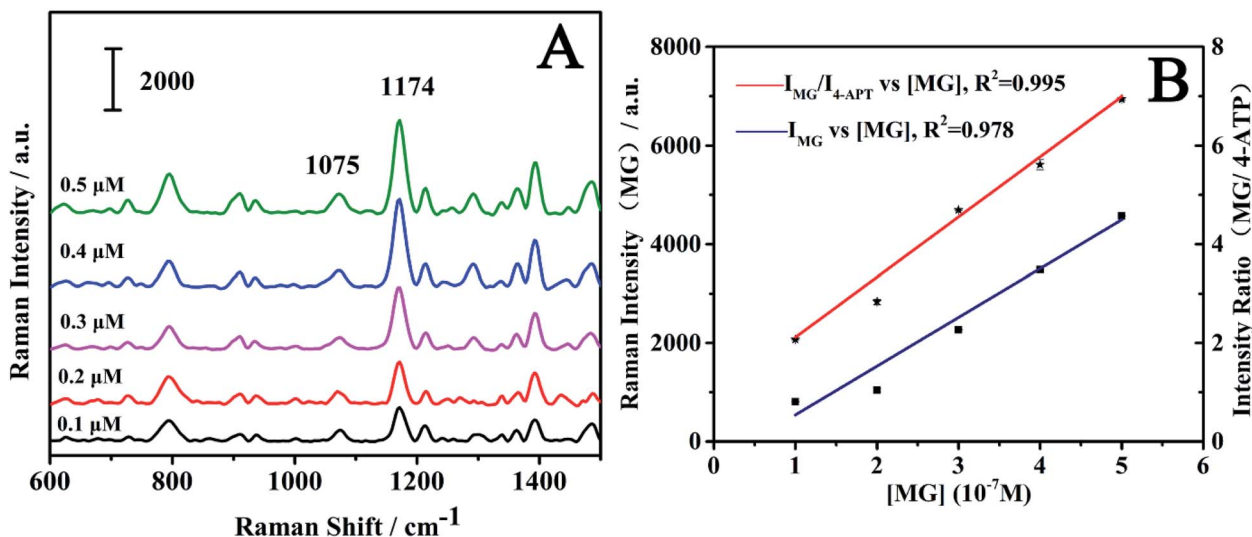 A
2000
1174
1075
0.5 μM
0.4 μM
0.3 μM
0.2 μM
0.1 μM
Raman Intensity / a.u.
600 800 1000 1200 1400
Raman Shift / cm-1
B
IMG/I4-APT vs [MG], R2=0.995
IMG vs [MG], R2=0.978
Raman Intensity （MG）/ a.u.
8000
6000
4000
2000
0
Intensity Ratio（MG/ 4-ATP）
8
6
4
2
0
0 1 2 3 4 5 6
[MG] (10-7M)